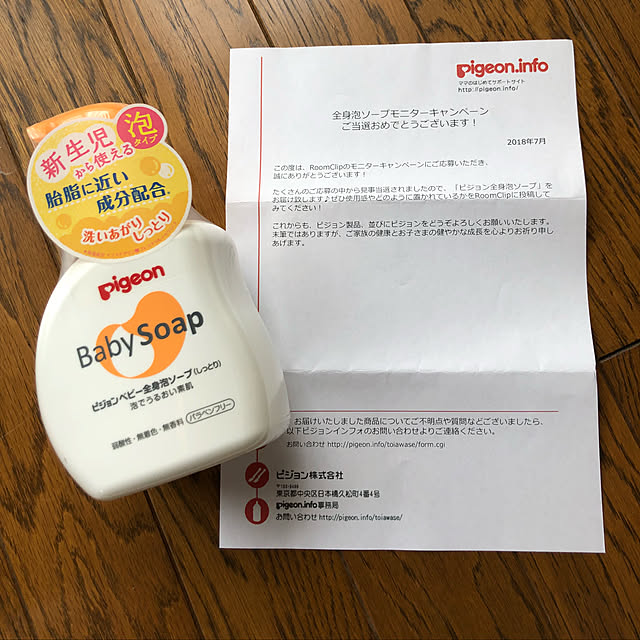 新生児
から使える
泡
タイプ
胎脂に近い
成分配合
洗いあがりしっとり
Pigeon
Baby Soap
ピジョンベビー全身泡ソープ(しっとり)
泡でうるおい素肌
弱酸性・無着色・無香料
パラベンフリー
Pigeon.info
ママのはじめてサポートサイト
http://pigeon.info/
全身泡ソープモニターキャンペーン
ご当選おめでとうございます!
2018年7月
この度は、RoomClipのモニターキャンペーンにご応募いただき、
誠にありがとうございます!
たくさんのご応募の中から見事当選されましたので、「ピジョン全身泡ソープ」を
お届け致します♪ぜひ使用感やどのように置かれているかをRoomClipに投稿して
みてください!
これからも、ピジョン製品、並びにピジョンをどうぞよろしくお願いいたします。
末筆ではありますが、ご家族の健康とお子さまの健やかな成長を心よりお祈り申し
あげます。
お届けいたしました商品についてご不明点や質問などございましたら、
以下ピジョンインフォのお問い合わせよりご連絡ください。
お問い合わせ http://pigeon.info/toiawase/form.cgi
ピジョン株式会社
東京都中央区日本橋久松町4番4号
Pigeon.info事務局
お問い合わせ http://pigeon.info/toiawase/